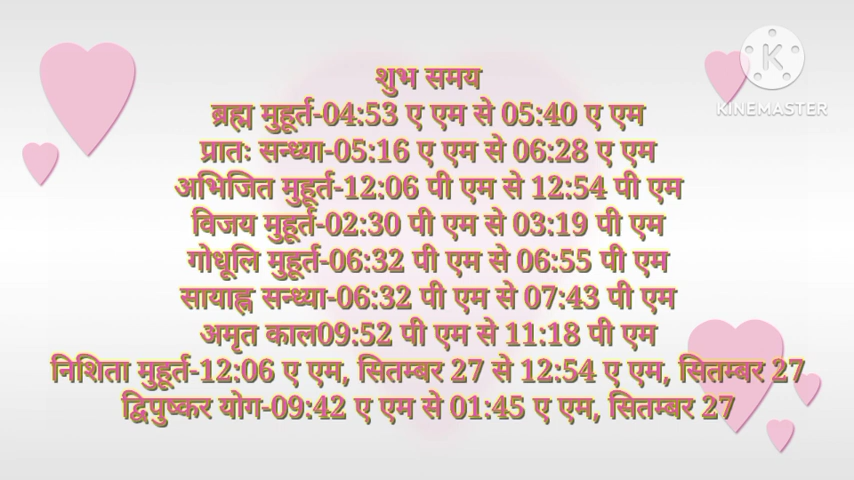 शुभ समय
KINEMASTER
ब्रह्म मुहूर्त-04:53 ए एम से 05:40 ए एम
प्रातः सन्ध्या-05:16 ए एम से 06:28 ए एम
अभिजित मुहूर्त-12:06 पी एम से 12:54 पी एम
विजय मुहूर्त-02:30 पी एम से 03:19 पी एम
गोधूलि मुहूर्त-06:32 पी एम से 06:55 पी एम
सायाह्न सन्ध्या-06:32 पी एम से 07:43 पी एम
अमृत काल09:52 पी एम से 11:18 पी एम
निशिता मुहूर्त-12:06 ए एम, सितम्बर 27 से 12:54 ए एम, सितम्बर 27
द्विपुष्कर योग-09:42 ए एम से 01:45 ए एम, सितम्बर 27